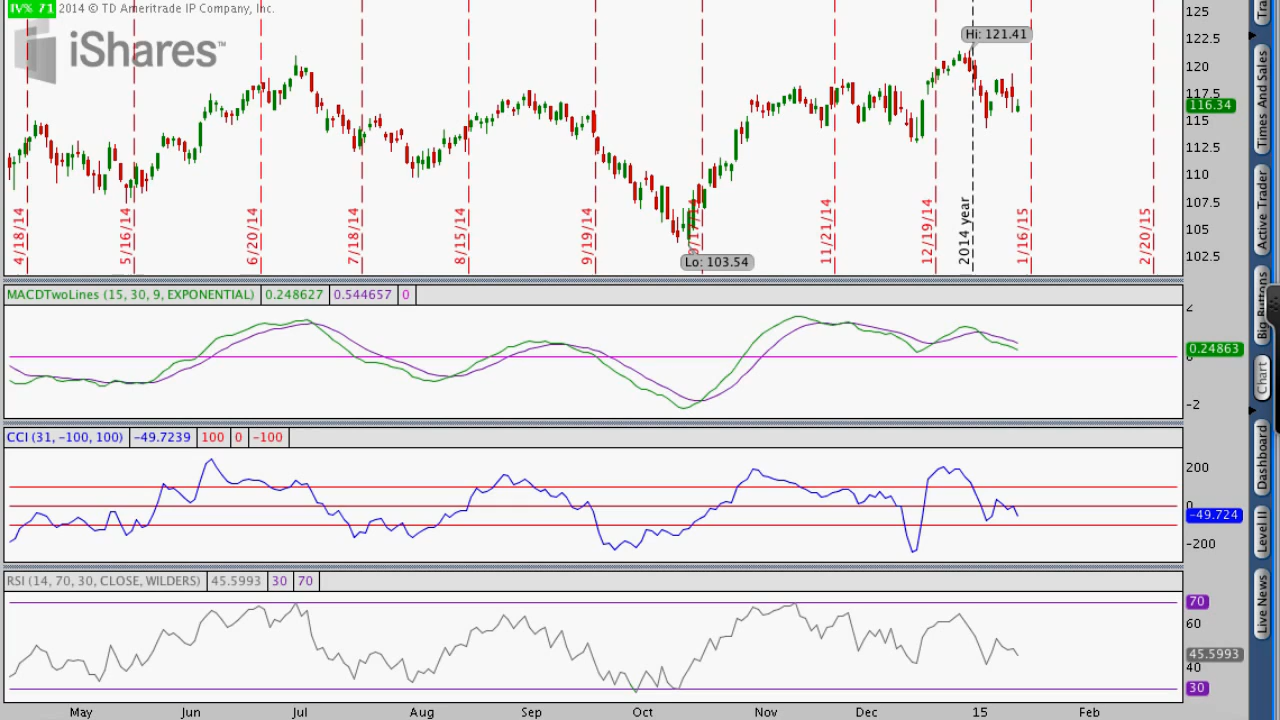 IV% 71 2014 © TD Ameritrade IP Company, Inc.
iShares™
Hi: 121.41
125
122.5
120
117.5
116.34
115
112.5
110
107.5
105
102.5
4/18/14
5/16/14
6/20/14
7/18/14
8/15/14
9/19/14
11/21/14
12/19/14
2014 year
1/16/15
2/20/15
Lo: 103.54
MACDTwoLines (15, 30, 9, EXPONENTIAL) 0.248627 0.544657 0
2
0.24863
0
-2
CCI (31, -100, 100) -49.7239 100 0 -100
200
0
-49.724
-200
RSI (14, 70, 30, CLOSE, WILDERS) 45.5993 30 70
70
60
45.5993
40
30
May Jun Jul Aug Sep Oct Nov Dec 15 Feb
Times And Sales
Active Trader
Big Buttons
Chart
Dashboard
Level II
Live News